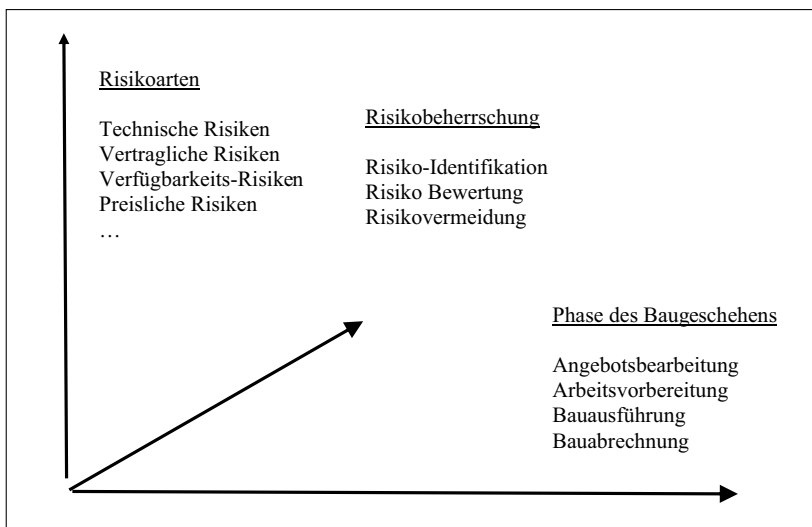 Risikoarten
Technische Risiken
Vertragliche Risiken
Verfügbarkeits-Risiken
Preisliche Risiken
…
Risikobeherrschung
Risiko-Identifikation
Risiko Bewertung
Risikovermeidung
Phase des Baugeschehens
Angebotsbearbeitung
Arbeitsvorbereitung
Bauausführung
Bauabrechnung